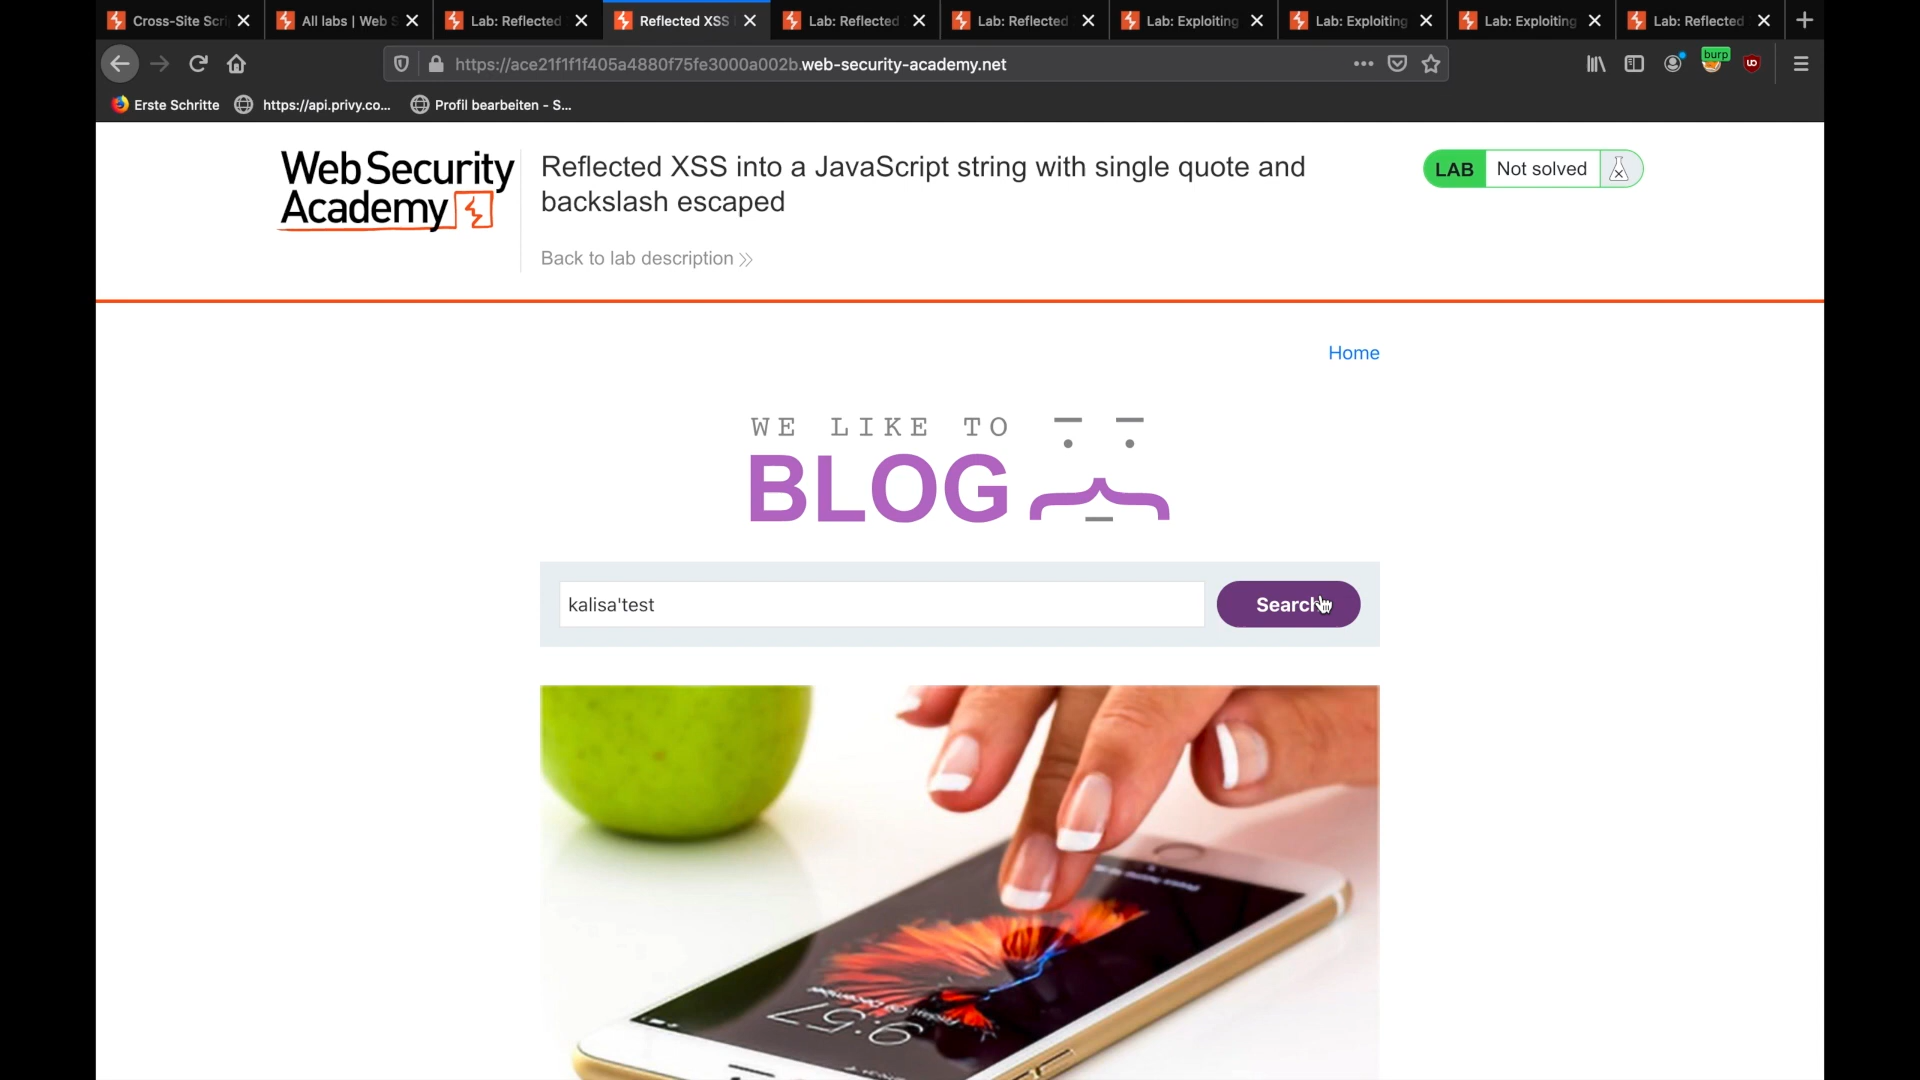 Cross-Site Scri
All labs | Web S
Lab: Reflected
Reflected XSS
Lab: Reflected
Lab: Reflected
Lab: Exploiting
Lab: Exploiting
Lab: Exploiting
Lab: Reflected
https://ace21f1f1f405a4880f75fe3000a002b.web-security-academy.net
burp
Erste Schritte
https://api.privy.co...
Profil bearbeiten - S...
Web Security
Academy
Reflected XSS into a JavaScript string with single quote and
backslash escaped
LAB Not solved
Back to lab description
Home
WE LIKE TO
BLOG
kalisa'test
Search
9:57